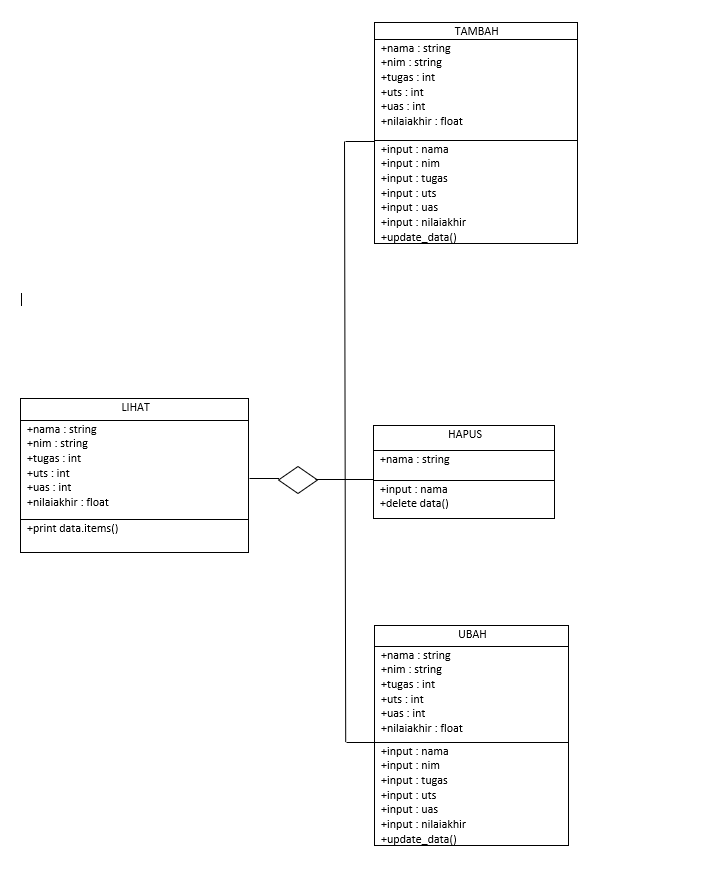 TAMBAH
+nama : string
+nim : string
+tugas : int
+uts : int
+uas : int
+nilaiakhir : float
+input : nama
+input : nim
+input : tugas
+input : uts
+input : uas
+input : nilaiakhir
+update_data()
LIHAT
+nama : string
+nim : string
+tugas : int
+uts : int
+uas : int
+nilaiakhir : float
+print data.items()
HAPUS
+nama : string
+input : nama
+delete data()
UBAH
+nama : string
+nim : string
+tugas : int
+uts : int
+uas : int
+nilaiakhir : float
+input : nama
+input : nim
+input : tugas
+input : uts
+input : uas
+input : nilaiakhir
+update_data()